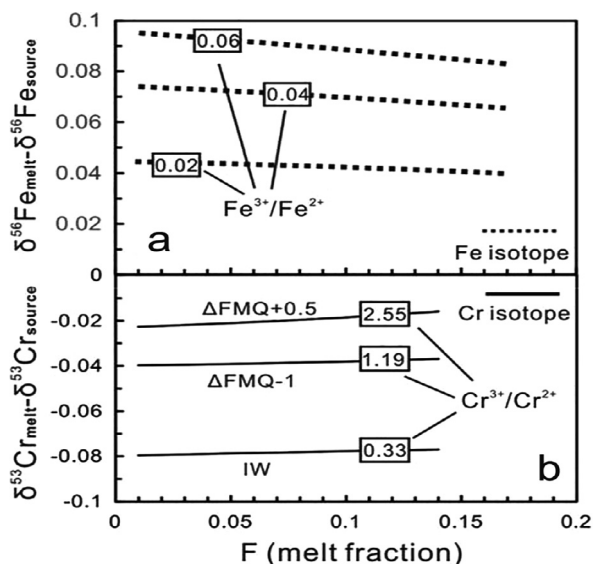 0.1
0.08
0.06
0.04
0.02
0
δ⁵⁶Femelt-δ⁵⁶Fesource
0.06
0.04
0.02
Fe³⁺/Fe²⁺
a
Fe isotope
-0.02
-0.04
-0.06
-0.08
-0.1
δ⁵³Crmelt-δ⁵³Crsource
ΔFMQ+0.5
2.55
Cr isotope
1.19
ΔFMQ-1
Cr³⁺/Cr²⁺
0.33
IW
b
0
0.05
0.1
0.15
0.2
F (melt fraction)